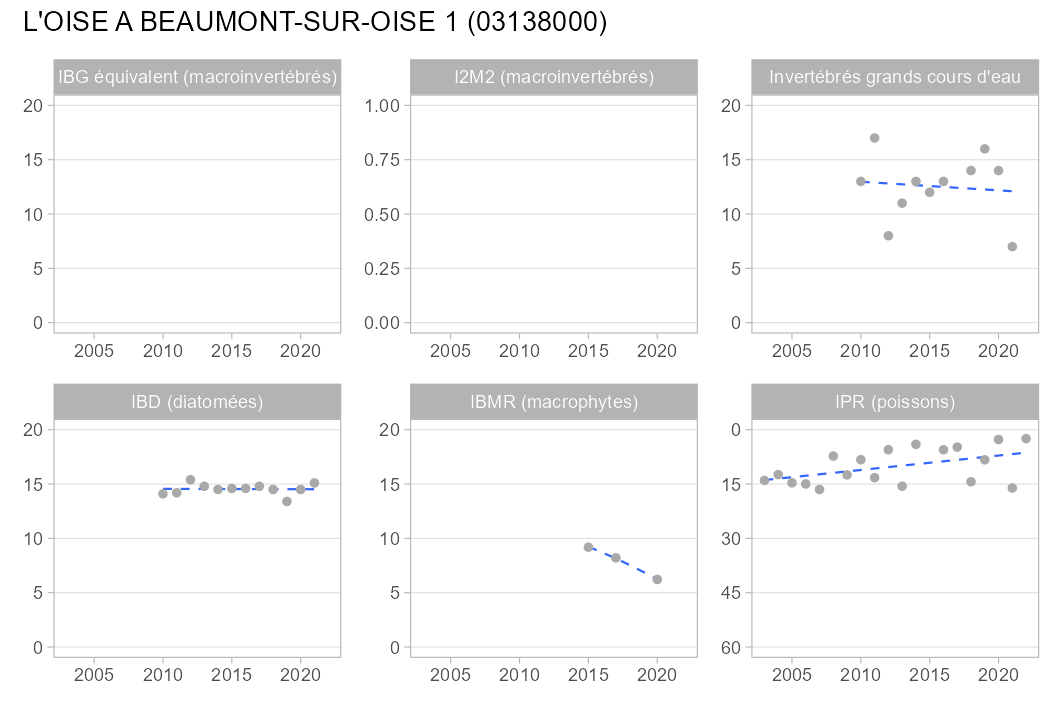 L'OISE A BEAUMONT-SUR-OISE 1 (03138000)
IBG équivalent (macroinvertébrés)
I2M2 (macroinvertébrés)
Invertébrés grands cours d'eau
20
15
10
5
0
2005 2010 2015 2020
1.00
0.75
0.50
0.25
0.00
2005 2010 2015 2020
20
15
10
5
0
2005 2010 2015 2020
IBD (diatomées)
IBMR (macrophytes)
IPR (poissons)
20
15
10
5
0
2005 2010 2015 2020
20
15
10
5
0
2005 2010 2015 2020
0
15
30
45
60
2005 2010 2015 2020